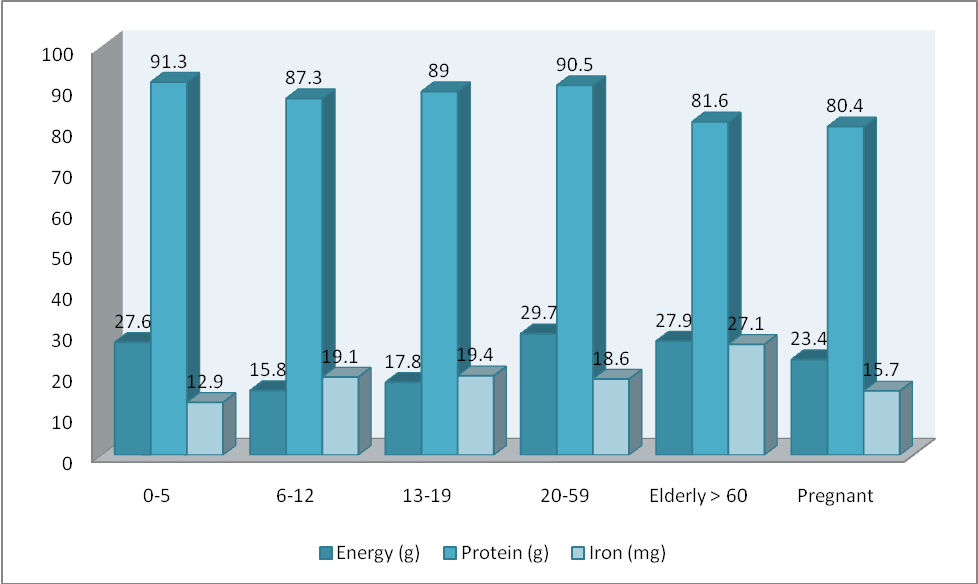 100
90
80
70
60
50
40
30
20
10
0
27.6 91.3 12.9
15.8 87.3 19.1
17.8 89 19.4
29.7 90.5 18.6
27.9 81.6 27.1
23.4 80.4 15.7
0-5 6-12 13-19 20-59 Elderly > 60 Pregnant
Energy (g) Protein (g) Iron (mg)